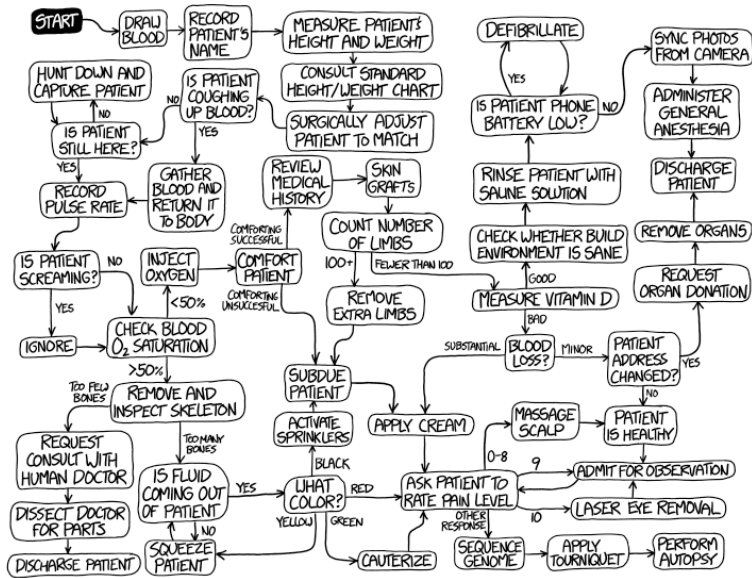 START
DRAW
BLOOD
RECORD
PATIENT'S
NAME
MEASURE PATIENT'S
HEIGHT AND WEIGHT
CONSULT STANDARD
HEIGHT/WEIGHT CHART
SURGICALLY ADJUST
PATIENT TO MATCH
IS PATIENT
COUGHING
UP BLOOD?
NO
YES
HUNT DOWN AND
CAPTURE PATIENT
NO
IS PATIENT
STILL HERE?
YES
GATHER
BLOOD AND
RETURN IT
TO BODY
RECORD
PULSE RATE
IS PATIENT
SCREAMING?
NO
YES
IGNORE
CHECK BLOOD
O2 SATURATION
<50%
INJECT
OXYGEN
COMFORT
PATIENT
COMFORTING
SUCCESSFUL
COMFORTING
UNSUCCESFUL
REVIEW
MEDICAL
HISTORY
SKIN
GRAFTS
COUNT NUMBER
OF LIMBS
100+
FEWER THAN 100
REMOVE
EXTRA LIMBS
SUBDUE
PATIENT
APPLY CREAM
>50%
REMOVE AND
INSPECT SKELETON
TOO FEW
BONES
TOO MANY
BONES
REQUEST
CONSULT WITH
HUMAN DOCTOR
DISSECT DOCTOR
FOR PARTS
DISCHARGE PATIENT
IS FLUID
COMING OUT
OF PATIENT
YES
NO
SQUEEZE
PATIENT
WHAT
COLOR?
BLACK
RED
YELLOW
GREEN
ACTIVATE
SPRINKLERS
CAUTERIZE
ASK PATIENT TO
RATE PAIN LEVEL
0-8
9
10
OTHER
RESPONSE
MASSAGE
SCALP
PATIENT
IS HEALTHY
ADMIT FOR OBSERVATION
LASER EYE REMOVAL
SEQUENCE
GENOME
APPLY
TOURNIQUET
PERFORM
AUTOPSY
MEASURE VITAMIN D
GOOD
BAD
BLOOD
LOSS?
SUBSTANTIAL
MINOR
PATIENT
ADDRESS
CHANGED?
YES
NO
CHECK WHETHER BUILD
ENVIRONMENT IS SANE
RINSE PATIENT WITH
SALINE SOLUTION
IS PATIENT PHONE
BATTERY LOW?
YES
NO
DEFIBRILLATE
SYNC PHOTOS
FROM CAMERA
ADMINISTER
GENERAL
ANESTHESIA
DISCHARGE
PATIENT
REMOVE ORGANS
REQUEST
ORGAN DONATION